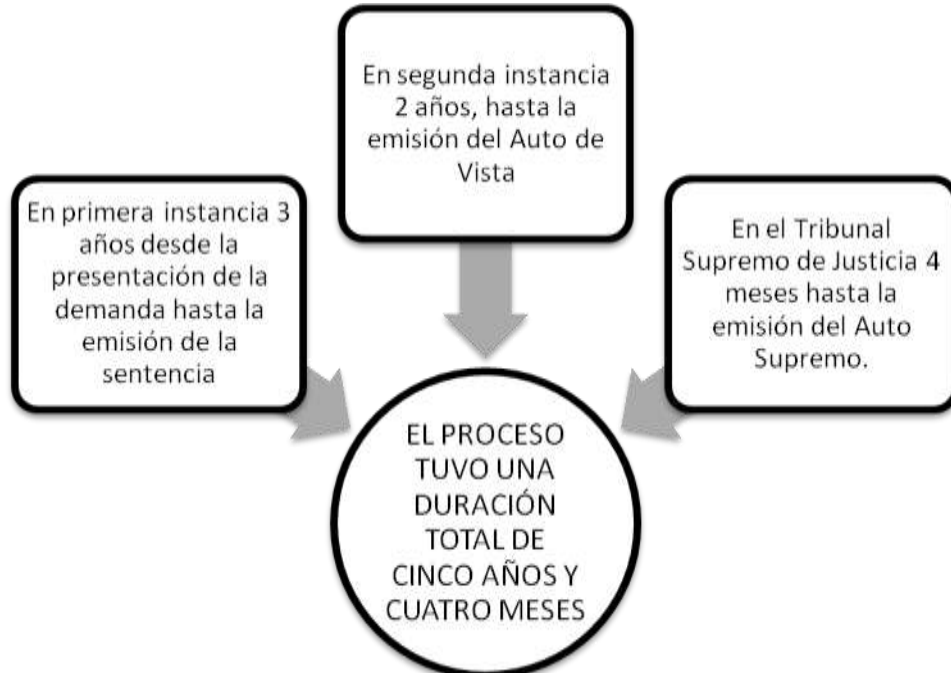 En primera instancia 3
años desde la
presentación de la
demanda hasta la
emisión de la
sentencia
En segunda instancia
2 años, hasta la
emisión del Auto de
Vista
En el Tribunal
Supremo de Justicia 4
meses hasta la
emisión del Auto
Supremo.
EL PROCESO
TUVO UNA
DURACIÓN
TOTAL DE
CINCO AÑOS Y
CUATRO MESES